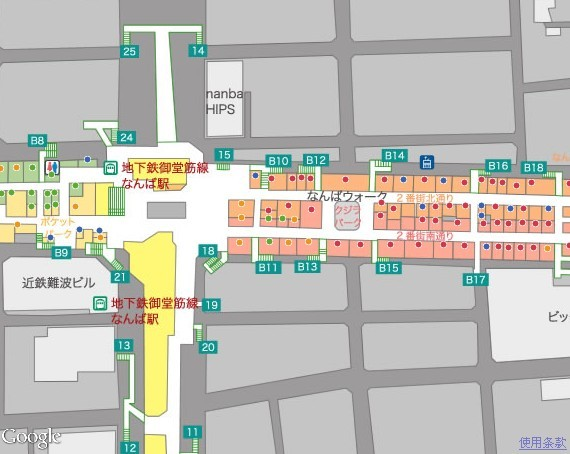 25
14
nanba
HIPS
24
B8
地下鉄御堂筋線
なんば駅
15
B10
B12
B14
B16
B18
なん
なんばウォーク
2番街北通り
クジラ
パーク
2番街南通り
ポケット
パーク
B9
18
B11
B13
B15
B17
21
近鉄難波ビル
地下鉄御堂筋線
なんば駅
19
20
13
ビッ
12
11
Google
使用条款